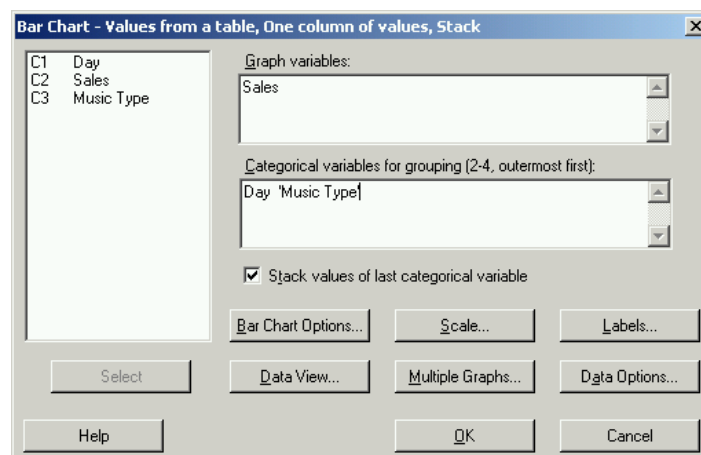 Bar Chart - Values from a table, One column of values, Stack
C1 Day
C2 Sales
C3 Music Type
Graph variables:
Sales
Categorical variables for grouping (2-4, outermost first):
Day 'Music Type'
Stack values of last categorical variable
Bar Chart Options... Scale... Labels...
Select Data View... Multiple Graphs... Data Options...
Help OK Cancel